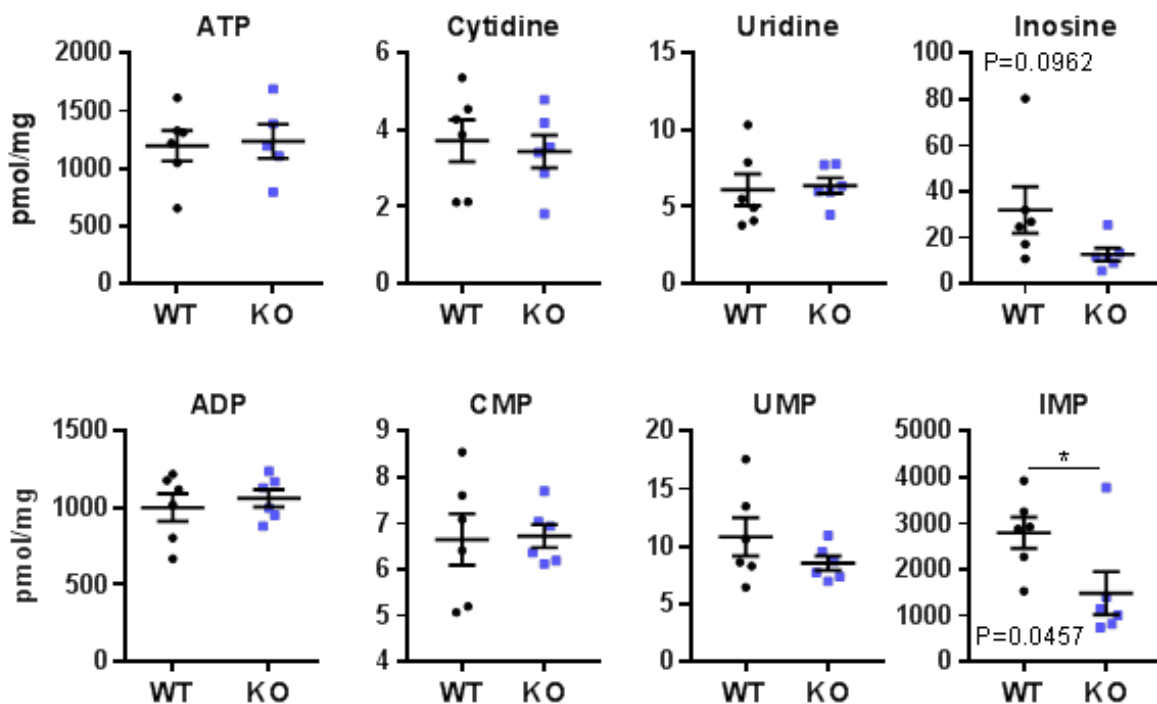 ATP Cytidine Uridine Inosine
2000 6 15 100
P=0.0962
1500 80
4 10 60
1000
40
2 5
500 20
0 0 0 0
pmol/mg
WT KO WT KO WT KO WT KO
ADP CMP UMP IMP
1500 9 20 5000
*
8 4000
1000 15
7 3000
10
6 2000
500
5 5 1000
P=0.0457
0 4 0 0
pmol/mg
WT KO WT KO WT KO WT KO